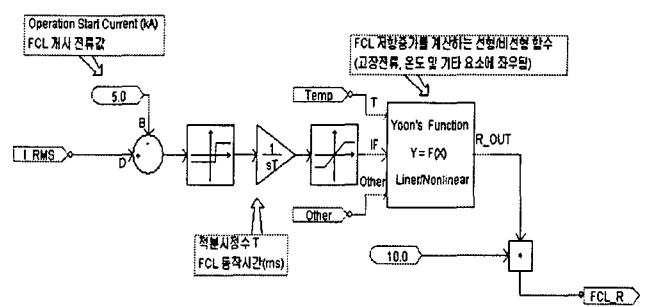 Operation Start Current (kA)
FCL 개시 전류값
FCL 저항증가를 계산하는 선형/비선형 함수
(고장전류, 온도 및 기타 요소에 좌우됨)
5.0
B
Temp
T
Yoon's Function
R_OUT
I_RMS
D
1
sT
IF
Y=F(X)
Other
Liner/Nonlinear
Other
적분시정수 T
FCL 동작시간(ms)
10.0
*
FCL_R